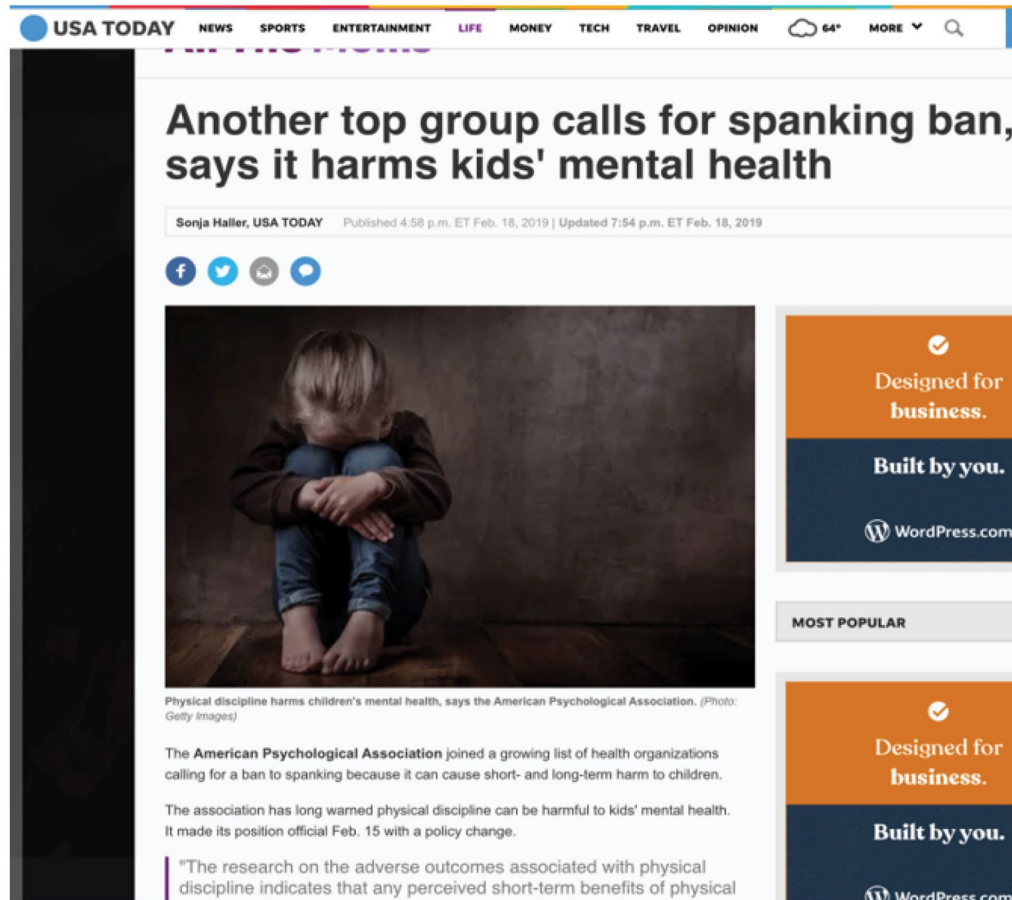 USA TODAY NEWS SPORTS ENTERTAINMENT LIFE MONEY TECH TRAVEL OPINION 64° MORE
Another top group calls for spanking ban,
says it harms kids' mental health
Sonja Haller, USA TODAY Published 4:58 p.m. ET Feb. 18, 2019 | Updated 7:54 p.m. ET Feb. 18, 2019
Physical discipline harms children's mental health, says the American Psychological Association. (Photo:
Getty Images)
The American Psychological Association joined a growing list of health organizations
calling for a ban to spanking because it can cause short- and long-term harm to children.
The association has long warned physical discipline can be harmful to kids' mental health.
It made its position official Feb. 15 with a policy change.
"The research on the adverse outcomes associated with physical
discipline indicates that any perceived short-term benefits of physical
Designed for
business.
Built by you.
WordPress.com
MOST POPULAR
Designed for
business.
Built by you.
WordPress.com